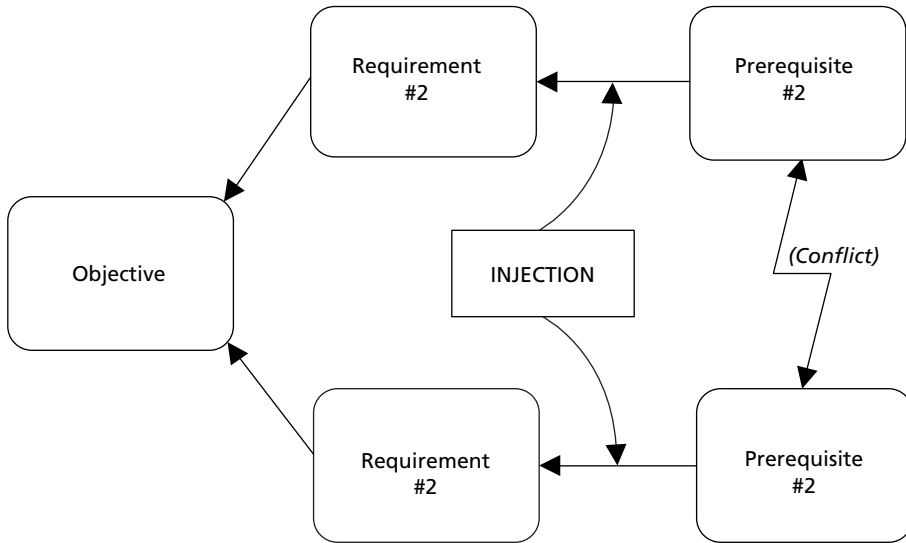 Requirement
#2
Prerequisite
#2
Objective
INJECTION
(Conflict)
Requirement
#2
Prerequisite
#2